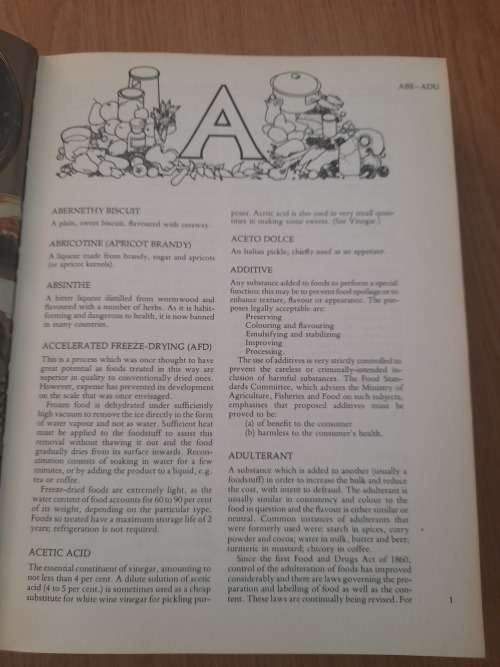 ABE–ADU
A
ABERNETHY BISCUIT
A plain, sweet biscuit, flavoured with caraway.
ABRICOTINE (APRICOT BRANDY)
A liqueur made from brandy, sugar and apricots
(or apricot kernels).
ABSINTHE
A bitter liqueur distilled from wormwood and
flavoured with a number of herbs. As it is habit-
forming and dangerous to health, it is now banned
in many countries.
ACCELERATED FREEZE-DRYING (AFD)
This is a process which was once thought to have
great potential as foods treated in this way are
superior in quality to conventionally dried ones.
However, expense has prevented its development
on the scale that was once envisaged.
Frozen food is dehydrated under sufficiently
high vacuum to remove the ice directly in the form
of water vapour and not as water. Sufficient heat
must be applied to the foodstuff to assist this
removal without thawing it not and the food
gradually dries from its surface inwards. Recon-
stitution consists of soaking in water for a few
minutes, or by adding the product to a liquid, e.g.
tea or coffee.
Freeze-dried foods are extremely light, as the
water content of food accounts for 60 to 90 per cent
of its weight, depending on the particular type.
Foods so treated have a maximum storage life of 2
years; refrigeration is not required.
ACETIC ACID
The essential constituent of vinegar, amounting to
not less than 4 per cent. A dilute solution of acetic
acid (4 to 5 per cent.) is sometimes used as a cheap
substitute for white wine vinegar for pickling pur-
poses. Acetic acid is also used in very small quan-
tities in making some sweets. (See Vinegar.)
ACETO DOLCE
An Italian pickle, chiefly used as an appetizer.
ADDITIVE
Any substance added to foods to perform a special
function: this may be to prevent food spoilage or to
enhance texture, flavour or appearance. The pur-
poses legally acceptable are:
Preserving
Colouring and flavouring
Emulsifying and stabilizing
Improving
Processing.
The use of additives is very strictly controlled to
prevent the careless or criminally-intended in-
clusion of harmful substances. The Food Stan-
dards Committee, which advises the Ministry of
Agriculture, Fisheries and Food on such subjects,
emphasises that proposed additives must be
proved to be:
(a) of benefit to the consumer
(b) harmless to the consumer's health.
ADULTERANT
A substance which is added to another (usually a
foodstuff) in order to increase the bulk and reduce
the cost, with intent to defraud. The adulterant is
usually similar in consistency and colour to the
food in question and the flavour is either similar or
neutral. Common instances of adulterants that
were formerly used were: starch in spices, curry
powder and cocoa; water in milk, butter and beer;
turmeric in mustard; chicory in coffee.
Since the first Food and Drugs Act of 1860,
control of the adulteration of foods has improved
considerably and there are laws governing the pre-
paration and labelling of food as well as the con-
tent. These laws are continually being revised. For
1